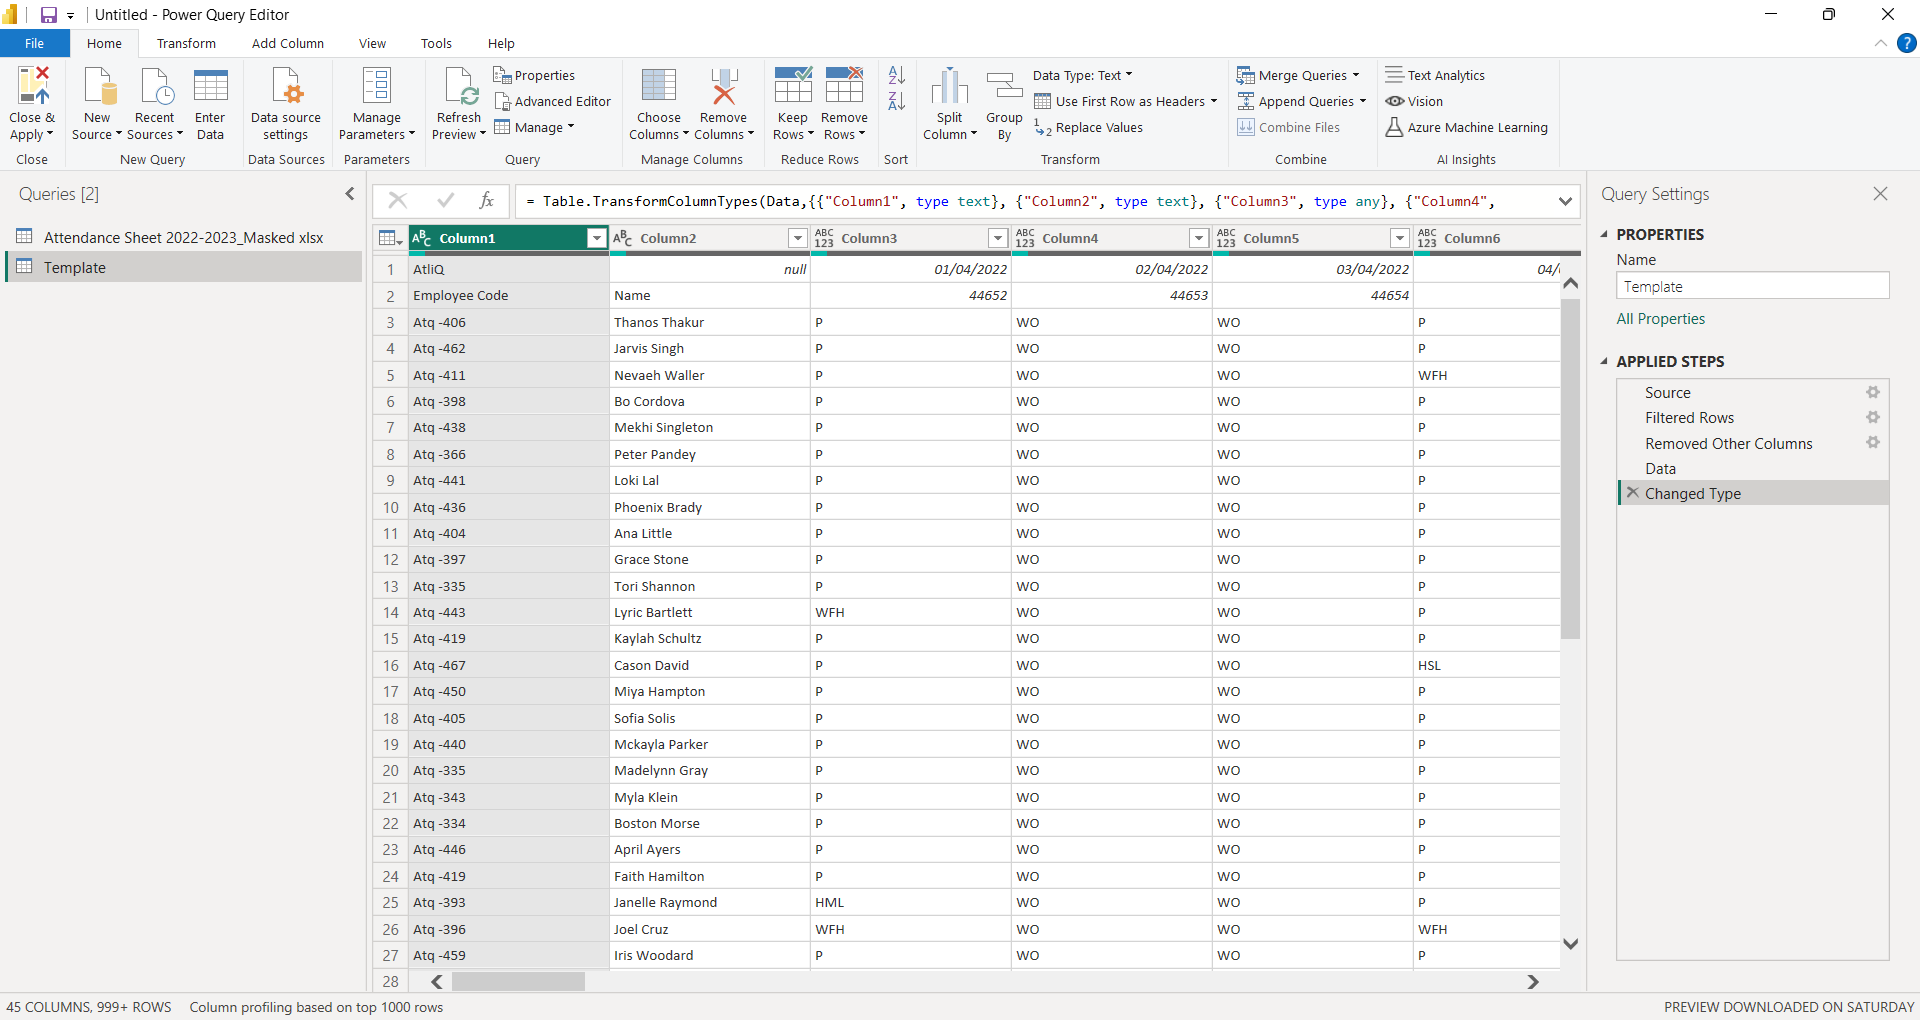 Untitled - Power Query Editor
File Home Transform Add Column View Tools Help
Close & Apply
Close
New Source
Recent Sources
Enter Data
New Query
Data source settings
Data Sources
Manage Parameters
Parameters
Refresh Preview
Properties
Advanced Editor
Manage
Query
Choose Columns
Remove Columns
Manage Columns
Keep Rows
Remove Rows
Reduce Rows
Sort
Split Column
Group By
Data Type: Text
Use First Row as Headers
Replace Values
Transform
Merge Queries
Append Queries
Combine Files
Combine
Text Analytics
Vision
Azure Machine Learning
AI Insights
Queries [2]
Attendance Sheet 2022-2023_Masked xlsx
Template
fx = Table.TransformColumnTypes(Data,{{"Column1", type text}, {"Column2", type text}, {"Column3", type any}, {"Column4",
ABC Column1 ABC Column2 ABC 123 Column3 ABC 123 Column4 ABC 123 Column5 ABC 123 Column6
1 AtliQ null 01/04/2022 02/04/2022 03/04/2022 04/
2 Employee Code Name 44652 44653 44654
3 Atq -406 Thanos Thakur P WO WO P
4 Atq -462 Jarvis Singh P WO WO P
5 Atq -411 Nevaeh Waller P WO WO WFH
6 Atq -398 Bo Cordova P WO WO P
7 Atq -438 Mekhi Singleton P WO WO P
8 Atq -366 Peter Pandey P WO WO P
9 Atq -441 Loki Lal P WO WO P
10 Atq -436 Phoenix Brady P WO WO P
11 Atq -404 Ana Little P WO WO P
12 Atq -397 Grace Stone P WO WO P
13 Atq -335 Tori Shannon P WO WO P
14 Atq -443 Lyric Bartlett WFH WO WO P
15 Atq -419 Kaylah Schultz P WO WO P
16 Atq -467 Cason David P WO WO HSL
17 Atq -450 Miya Hampton P WO WO P
18 Atq -405 Sofia Solis P WO WO P
19 Atq -440 Mckayla Parker P WO WO P
20 Atq -335 Madelynn Gray P WO WO P
21 Atq -343 Myla Klein P WO WO P
22 Atq -334 Boston Morse P WO WO P
23 Atq -446 April Ayers P WO WO P
24 Atq -419 Faith Hamilton P WO WO P
25 Atq -393 Janelle Raymond HML WO WO P
26 Atq -396 Joel Cruz WFH WO WO WFH
27 Atq -459 Iris Woodard P WO WO P
28
Query Settings
PROPERTIES
Name
Template
All Properties
APPLIED STEPS
Source
Filtered Rows
Removed Other Columns
Data
Changed Type
45 COLUMNS, 999+ ROWS Column profiling based on top 1000 rows
PREVIEW DOWNLOADED ON SATURDAY